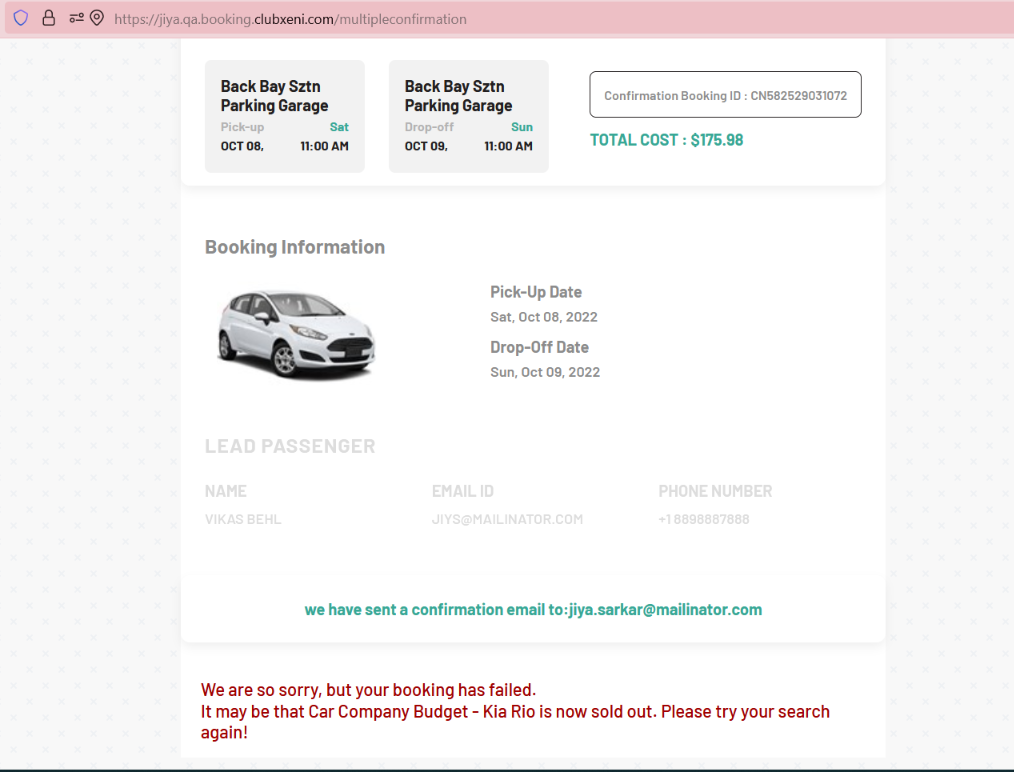 https://jiya.qa.booking.clubxeni.com/multipleconfirmation
Back Bay Sztn
Parking Garage
Pick-up Sat
OCT 08, 11:00 AM
Back Bay Sztn
Parking Garage
Drop-off Sun
OCT 09, 11:00 AM
Confirmation Booking ID : CN582529031072
TOTAL COST : $175.98
Booking Information
Pick-Up Date
Sat, Oct 08, 2022
Drop-Off Date
Sun, Oct 09, 2022
LEAD PASSENGER
NAME EMAIL ID PHONE NUMBER
VIKAS BEHL JIYS@MAILINATOR.COM +1 8898887888
we have sent a confirmation email to:jiya.sarkar@mailinator.com
We are so sorry, but your booking has failed.
It may be that Car Company Budget - Kia Rio is now sold out. Please try your search
again!